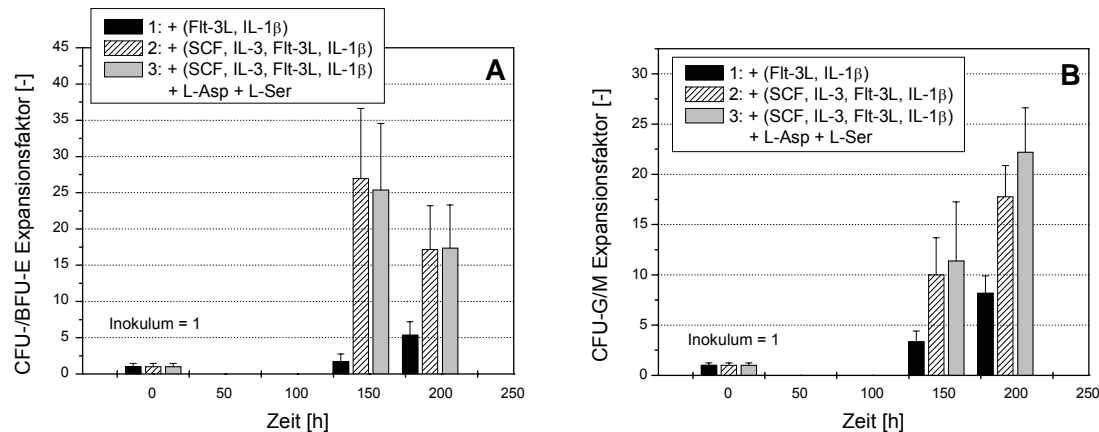 1: + (Flt-3L, IL-1β)
2: + (SCF, IL-3, Flt-3L, IL-1β)
3: + (SCF, IL-3, Flt-3L, IL-1β)
+ L-Asp + L-Ser
A
CFU-/BFU-E Expansionsfaktor [-]
45
40
35
30
25
20
15
10
5
0
Inokulum = 1
0 50 100 150 200 250
Zeit [h]
1: + (Flt-3L, IL-1β)
2: + (SCF, IL-3, Flt-3L, IL-1β)
3: + (SCF, IL-3, Flt-3L, IL-1β)
+ L-Asp + L-Ser
B
CFU-G/M Expansionsfaktor [-]
30
25
20
15
10
5
0
Inokulum = 1
0 50 100 150 200 250
Zeit [h]